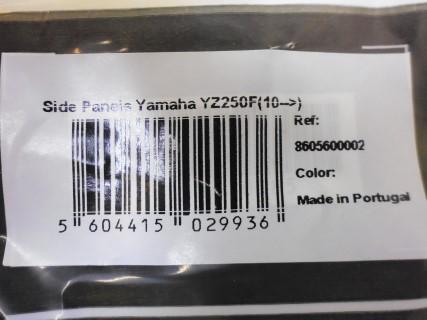 Side Panels Yamaha YZ250F(10-->)
Ref:
8605600002
Color:
Made in Portugal
5 604415 029936